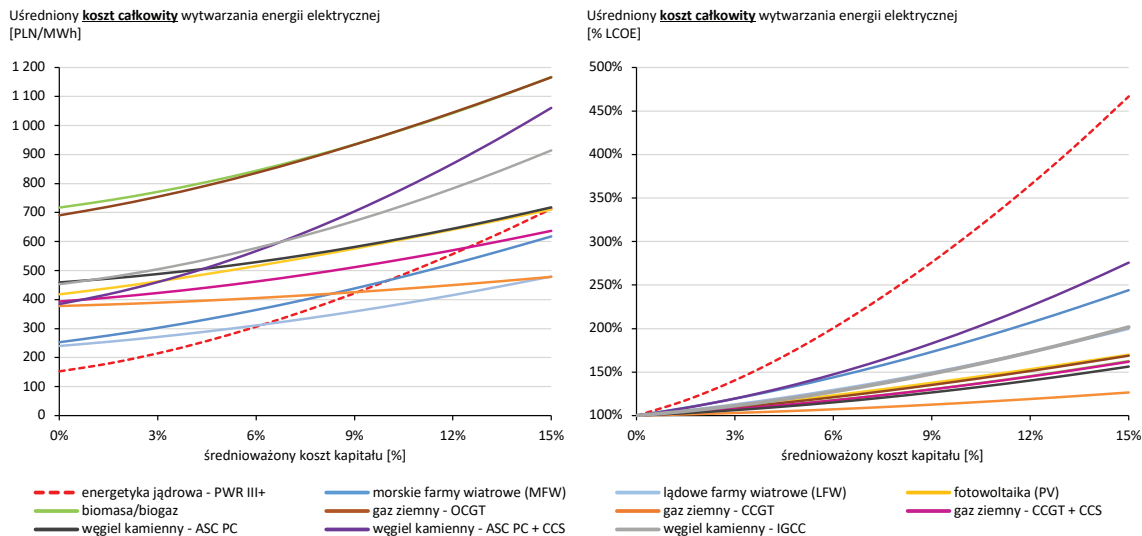 Uśredniony koszt całkowity wytwarzania energii elektrycznej
[PLN/MWh]
1 200
1 100
1 000
900
800
700
600
500
400
300
200
100
0
0%
3%
6%
9%
12%
15%
średnioważony koszt kapitału [%]
Uśredniony koszt całkowity wytwarzania energii elektrycznej
[% LCOE]
500%
450%
400%
350%
300%
250%
200%
150%
100%
0%
3%
6%
9%
12%
15%
średnioważony koszt kapitału [%]
energetyka jądrowa - PWR III+
morskie farmy wiatrowe (MFW)
lądowe farmy wiatrowe (LFW)
fotowoltaika (PV)
biomasa/biogaz
gaz ziemny - OCGT
gaz ziemny - CCGT
gaz ziemny - CCGT + CCS
węgiel kamienny - ASC PC
węgiel kamienny - ASC PC + CCS
węgiel kamienny - IGCC